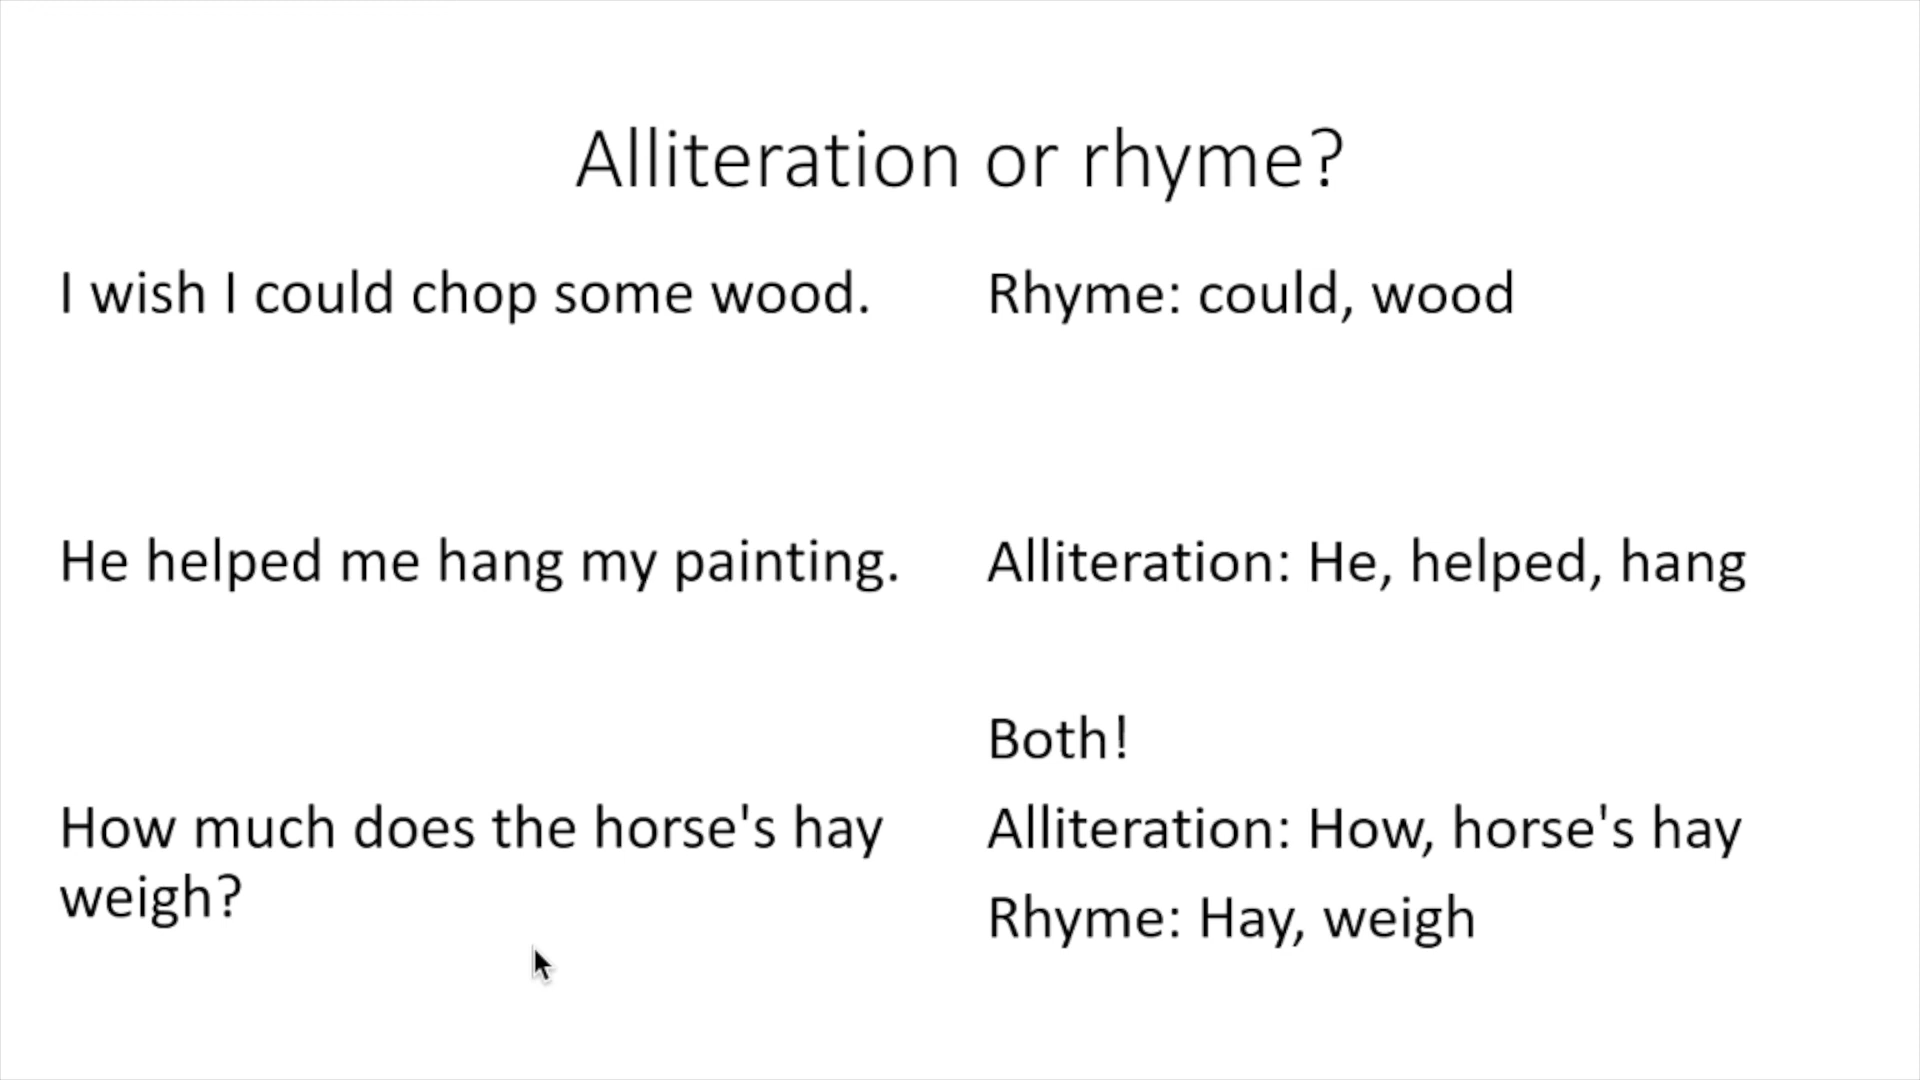 Alliteration or rhyme?
I wish I could chop some wood.
Rhyme: could, wood
He helped me hang my painting.
Alliteration: He, helped, hang
How much does the horse's hay
weigh?
Both!
Alliteration: How, horse's hay
Rhyme: Hay, weigh